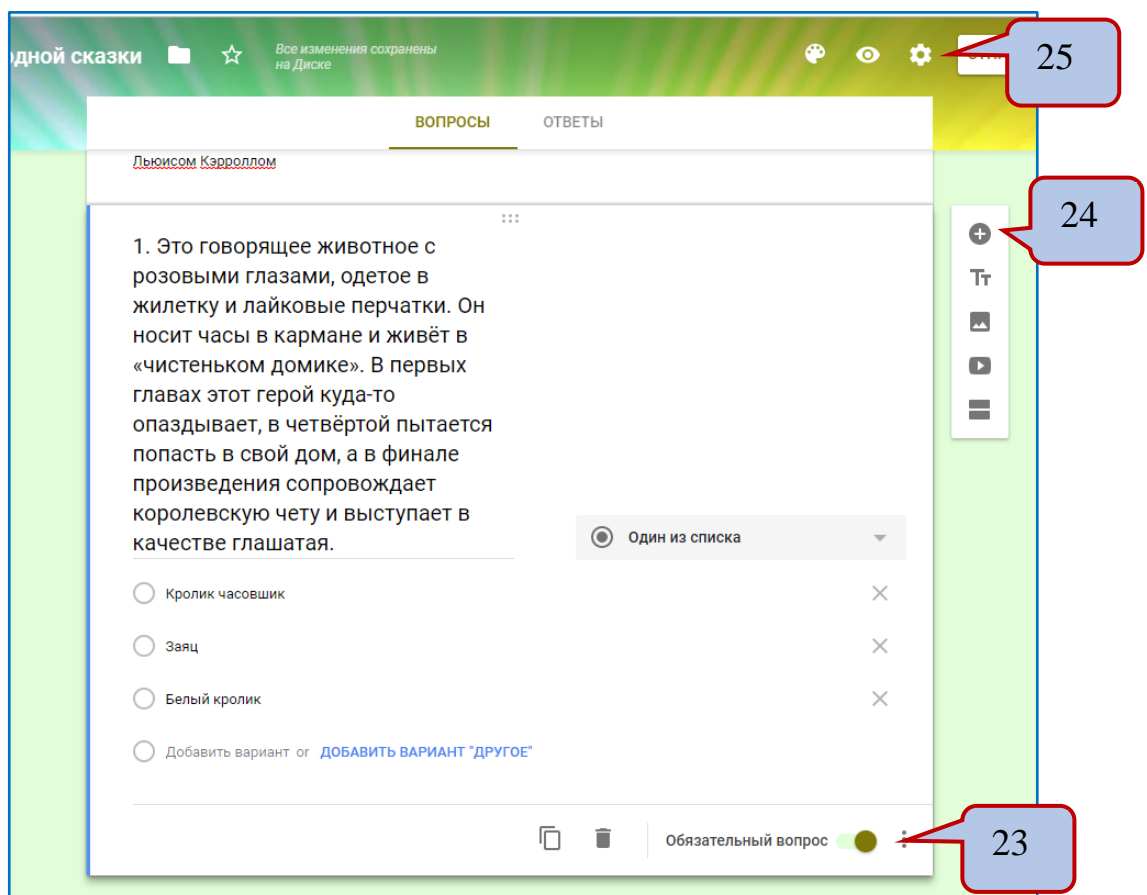 одной сказки
Все изменения сохранены
на Диске
25
ВОПРОСЫ ОТВЕТЫ
Льюисом Кэрроллом
24
1. Это говорящее животное с
розовыми глазами, одетое в
жилетку и лайковые перчатки. Он
носит часы в кармане и живёт в
«чистеньком домике». В первых
главах этот герой куда-то
опаздывает, в четвёртой пытается
попасть в свой дом, а в финале
произведения сопровождает
королевскую чету и выступает в
качестве глашатая.
Один из списка
Кролик часовшик
Заяц
Белый кролик
Добавить вариант or ДОБАВИТЬ ВАРИАНТ "ДРУГОЕ"
Обязательный вопрос
23